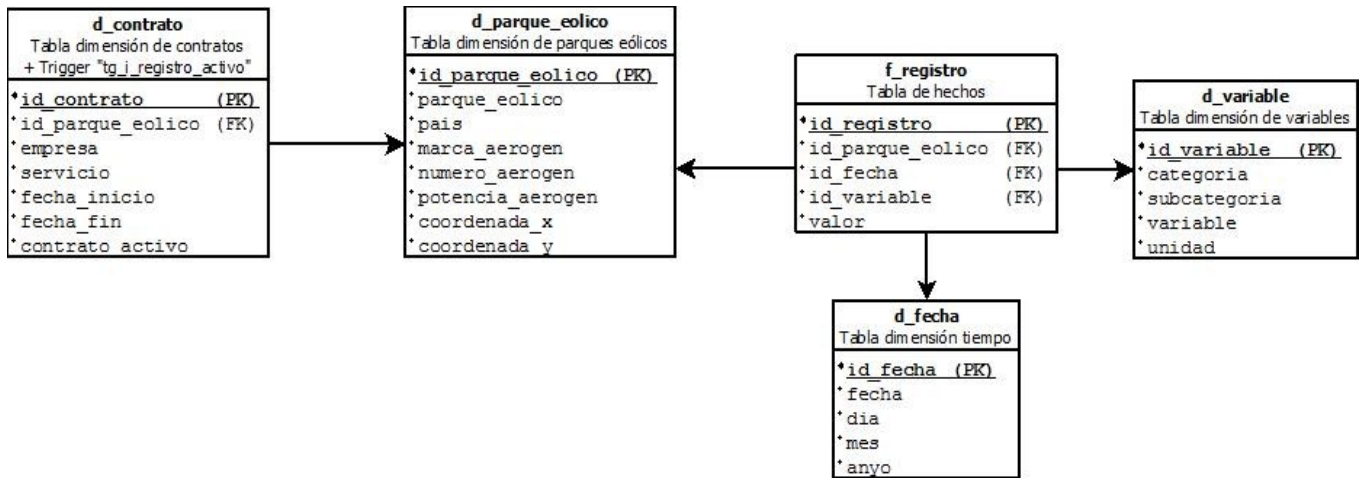 d_contrato
Tabla dimensión de contratos
+ Trigger "tg_i_registro_activo"
id_contrato (PK)
id_parque_eolico (FK)
empresa
servicio
fecha_inicio
fecha_fin
contrato_activo
d_parque_eolico
Tabla dimensión de parques eólicos
id_parque_eolico (PK)
parque_eolico
pais
marca_aerogen
numero_aerogen
potencia_aerogen
coordenada_x
coordenada_y
f_registro
Tabla de hechos
id_registro (PK)
id_parque_eolico (FK)
id_fecha (FK)
id_variable (FK)
valor
d_variable
Tabla dimensión de variables
id_variable (PK)
categoria
subcategoria
variable
unidad
d_fecha
Tabla dimensión tiempo
id_fecha (PK)
fecha
dia
mes
anyo